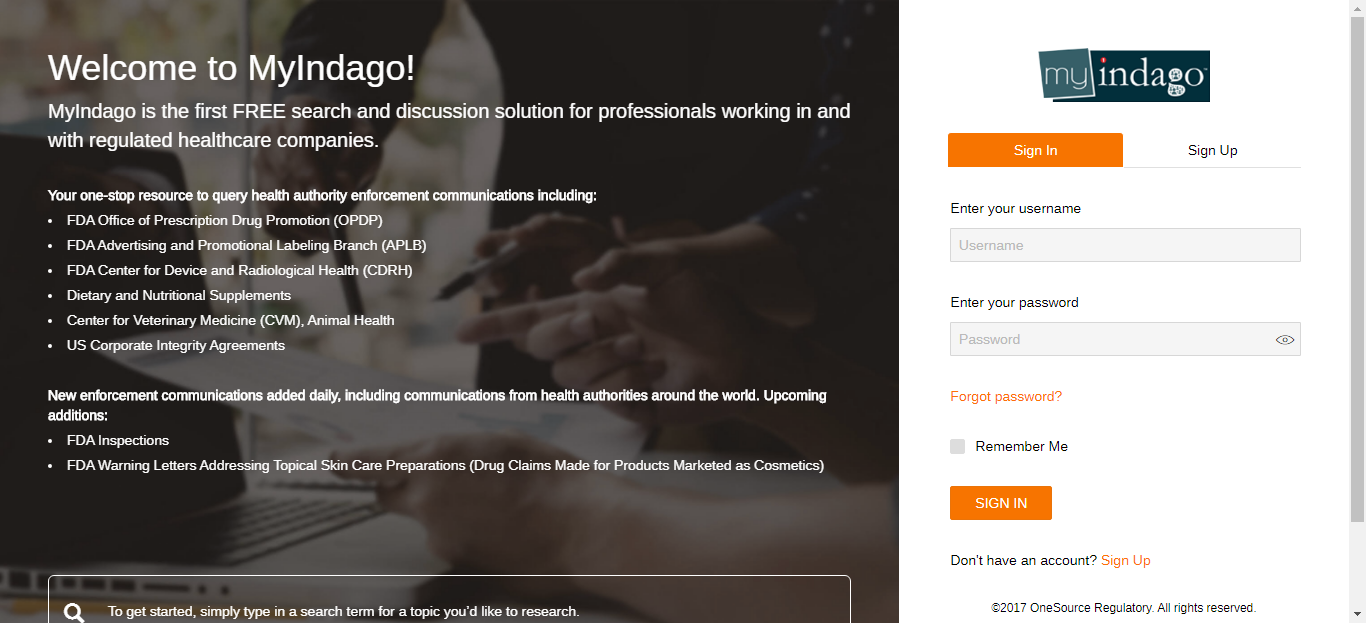 Welcome to MyIndago!
MyIndago is the first FREE search and discussion solution for professionals working in and
with regulated healthcare companies.
Your one-stop resource to query health authority enforcement communications including:
• FDA Office of Prescription Drug Promotion (OPDP)
• FDA Advertising and Promotional Labeling Branch (APLB)
• FDA Center for Device and Radiological Health (CDRH)
• Dietary and Nutritional Supplements
• Center for Veterinary Medicine (CVM), Animal Health
• US Corporate Integrity Agreements
New enforcement communications added daily, including communications from health authorities around the world. Upcoming
additions:
• FDA Inspections
• FDA Warning Letters Addressing Topical Skin Care Preparations (Drug Claims Made for Products Marketed as Cosmetics)
To get started, simply type in a search term for a topic you'd like to research.
my indago
Sign In
Sign Up
Enter your username
Username
Enter your password
Password
Forgot password?
Remember Me
SIGN IN
Don't have an account? Sign Up
©2017 OneSource Regulatory. All rights reserved.